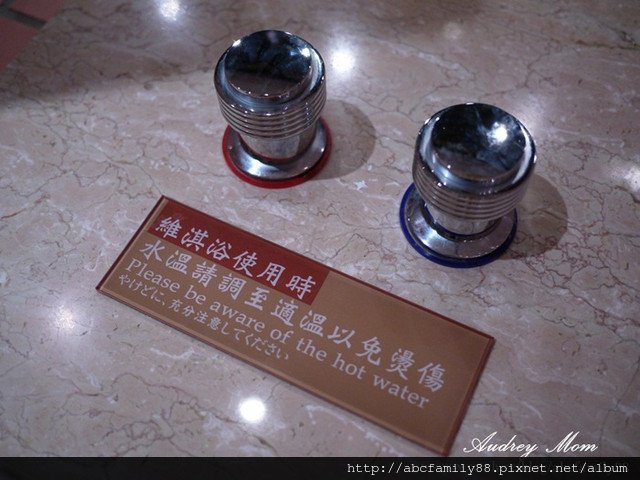 維淇浴使用時
水溫請調至適溫以免燙傷
Please be aware of the hot water
やけどに、充分注意してください
Audrey Mom
http://abcfamily88.pixnet.net/album